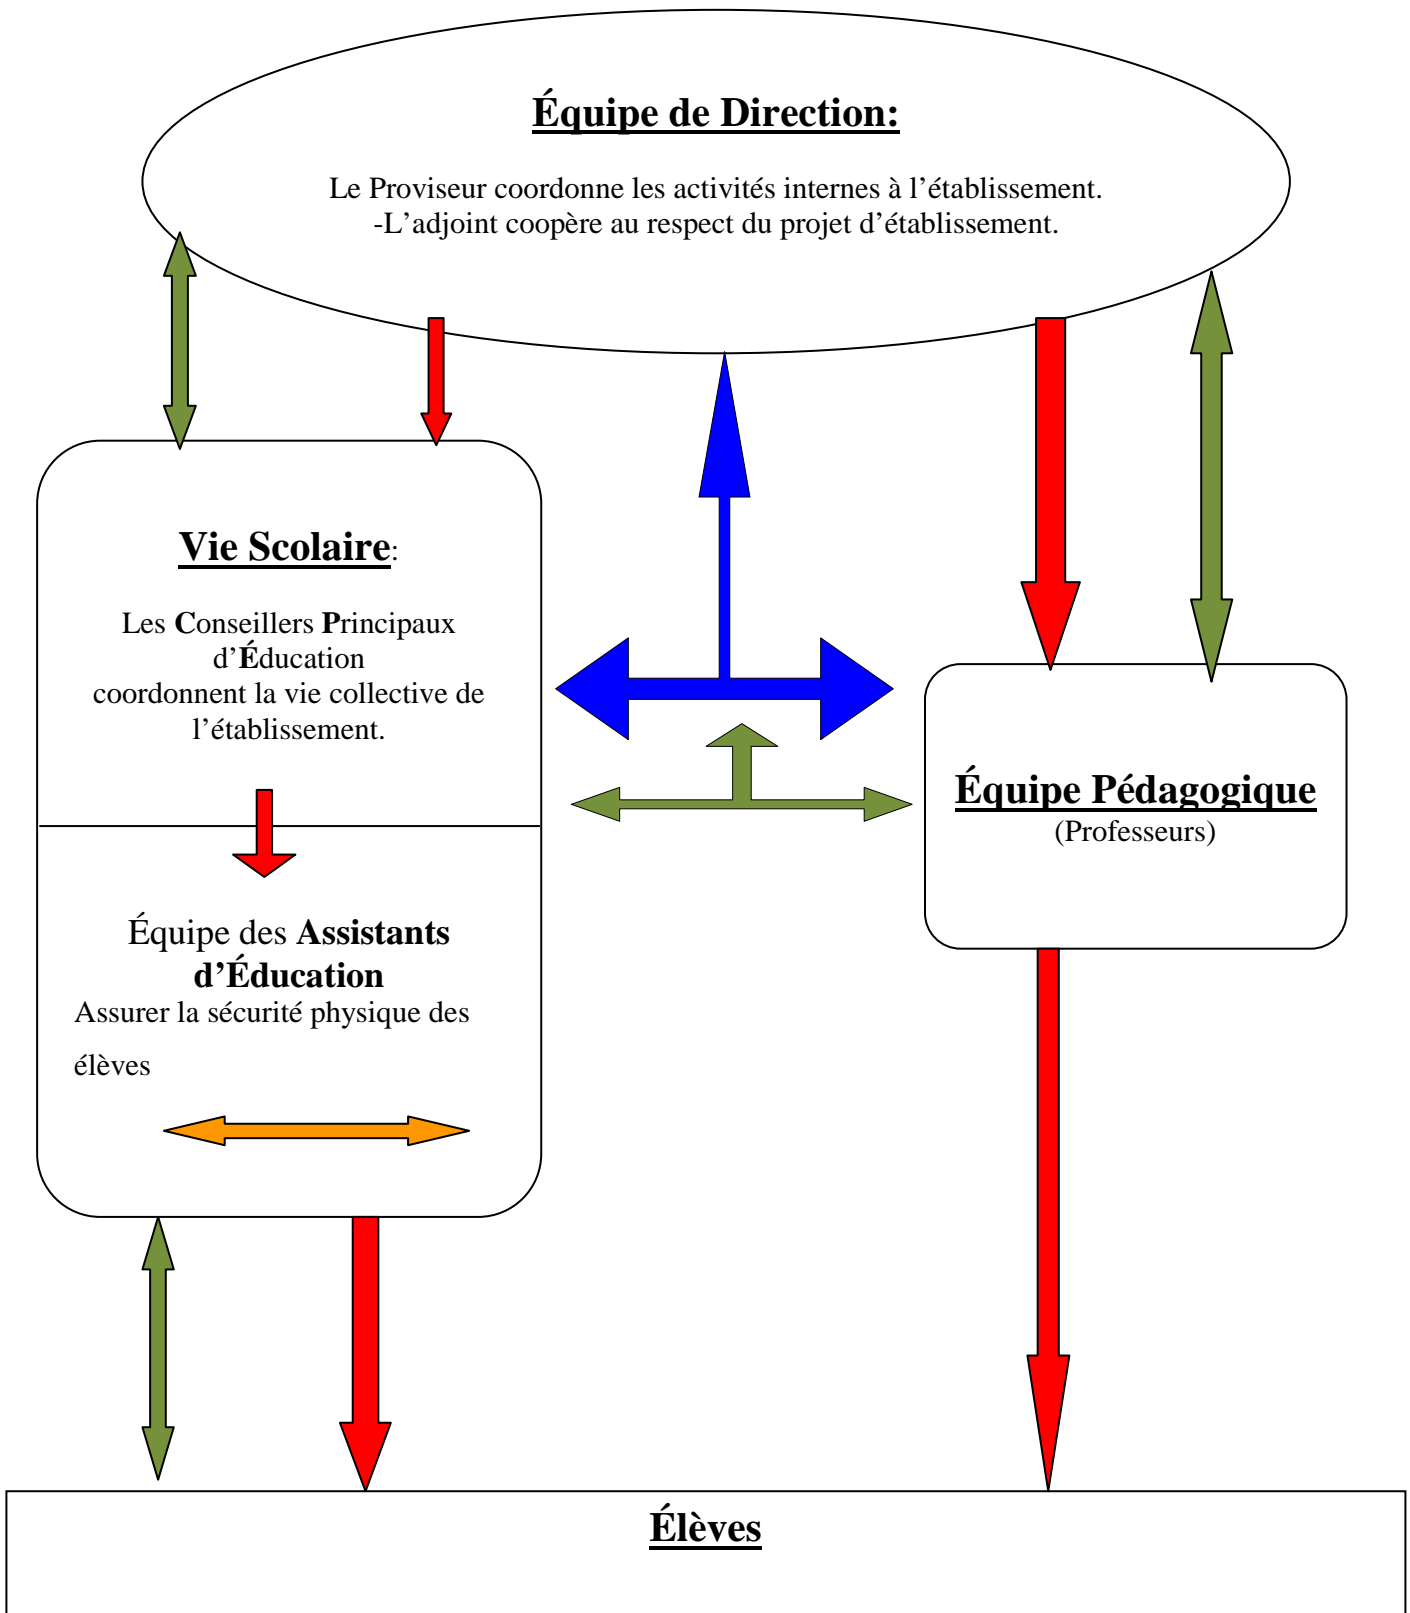 Équipe de Direction:
Le Proviseur coordonne les activités internes à l’établissement.
-L’adjoint coopère au respect du projet d’établissement.
Vie Scolaire:
Les Conseillers Principaux
d’Éducation
coordonnent la vie collective de
l’établissement.
Équipe des Assistants
d’Éducation
Assurer la sécurité physique des
élèves
Équipe Pédagogique
(Professeurs)
Élèves